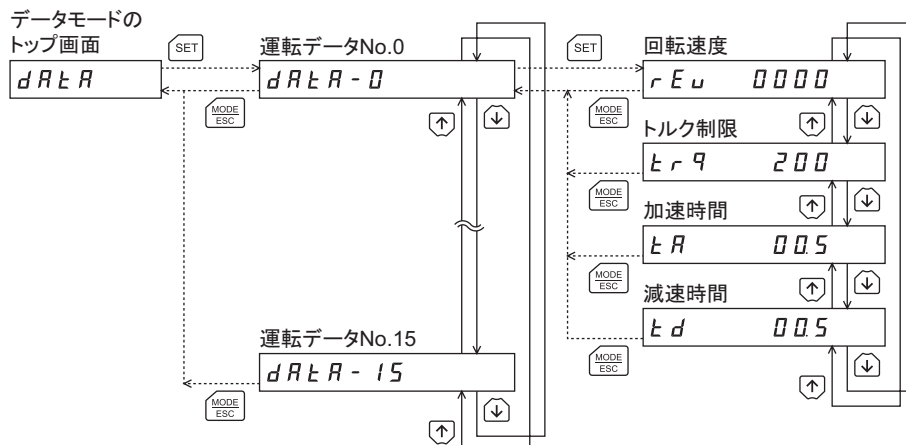 データモードの
トップ画面
SET
dAtA
MODE
ESC
運転データNo.0
dAtA-0
↑
↓
運転データNo.15
dAtA-15
MODE
ESC
↑
↓
SET
回転速度
rEv 0000
MODE
ESC
↑
↓
トルク制限
trq 200
MODE
ESC
↑
↓
加速時間
tA 00.5
MODE
ESC
↑
↓
減速時間
td 00.5
MODE
ESC
↑
↓